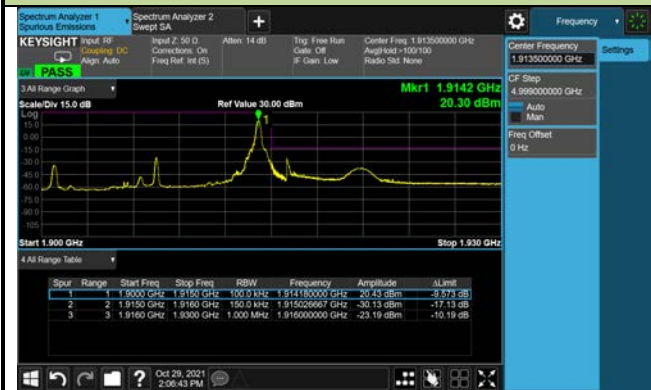 Spectrum Analyzer 1
Spurious Emissions
Spectrum Analyzer 2
Swept SA
Frequency
KEYSIGHT
Input: RF
Coupling: DC
Align: Auto
Input Z: 50 Ω
Corrections: On
Freq Ref: Int (S)
Atten: 14 dB
Trig: Free Run
Gate: Off
IF Gain: Low
Center Freq: 1.913500000 GHz
Avg|Hold:>100/100
Radio Std: None
PASS
3 All Range Graph
Scale/Div 15.0 dB
Ref Value 30.00 dBm
Mkr1 1.9142 GHz
20.30 dBm
Log
15.0
0.00
-15.0
-30.0
-45.0
-60.0
-75.0
-90.0
-105
1
Start 1.900 GHz
Stop 1.930 GHz
4 All Range Table
Spur Range Start Freq Stop Freq RBW Frequency Amplitude ΔLimit
1 1 1.9000 GHz 1.9150 GHz 100.0 kHz 1.914180000 GHz 20.43 dBm -9.573 dB
2 2 1.9150 GHz 1.9160 GHz 150.0 kHz 1.915026667 GHz -30.13 dBm -17.13 dB
3 3 1.9160 GHz 1.9300 GHz 1.000 MHz 1.916000000 GHz -23.19 dBm -10.19 dB
Center Frequency
1.913500000 GHz
Settings
CF Step
4.999000000 GHz
Auto
Man
Freq Offset
0 Hz
Oct 29, 2021
2:06:43 PM